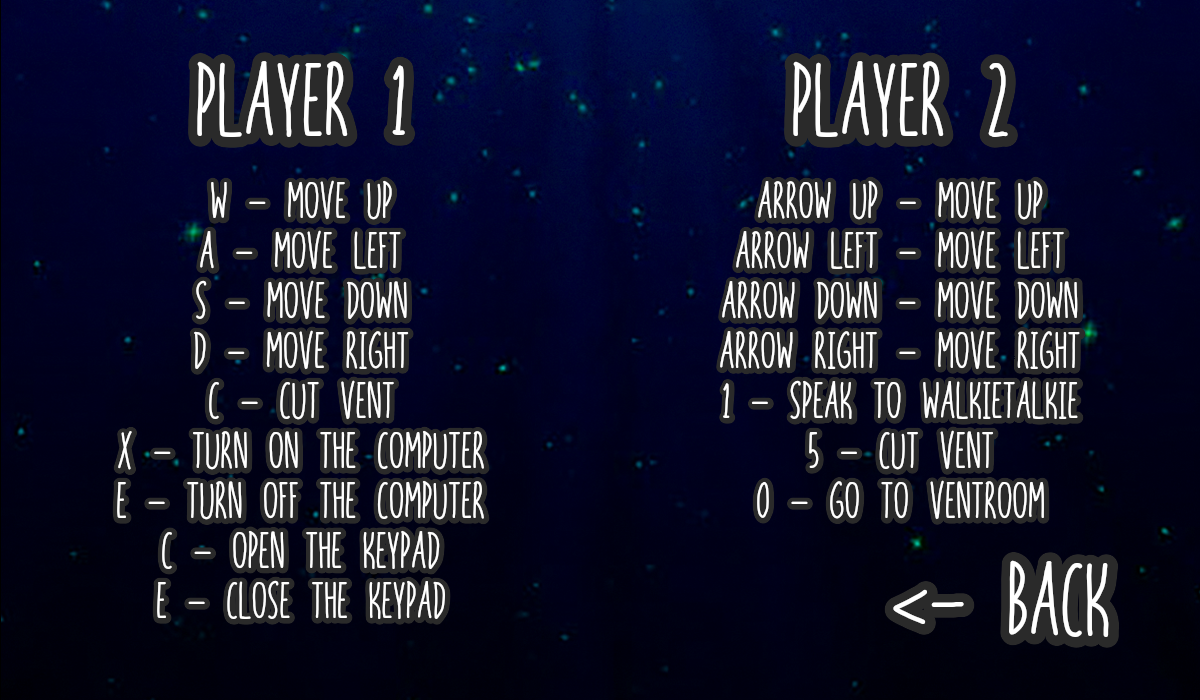 PLAYER 1
W - MOVE UP
A - MOVE LEFT
S - MOVE DOWN
D - MOVE RIGHT
C - CUT VENT
X - TURN ON THE COMPUTER
E - TURN OFF THE COMPUTER
C - OPEN THE KEYPAD
E - CLOSE THE KEYPAD
PLAYER 2
ARROW UP - MOVE UP
ARROW LEFT - MOVE LEFT
ARROW DOWN - MOVE DOWN
ARROW RIGHT - MOVE RIGHT
1 - SPEAK TO WALKIETALKIE
5 - CUT VENT
0 - GO TO VENTROOM
<- BACK